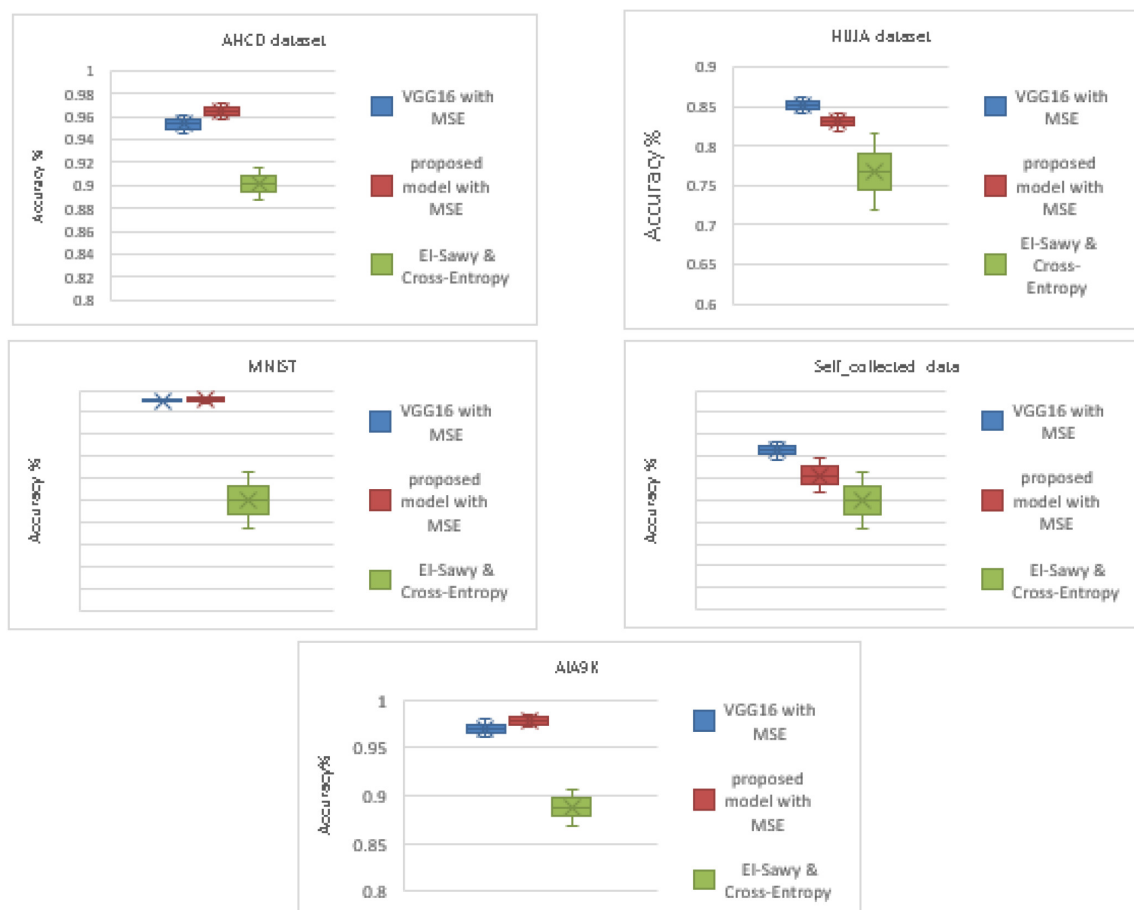 AHCD dataset
1
0.98
0.96
0.94
0.92
0.9
0.88
0.86
0.84
0.82
0.8
Accuracy %
VGG16 with
MSE
proposed
model with
MSE
El-Sawy &
Cross-Entropy
HIJJA dataset
0.9
0.85
0.8
0.75
0.7
0.65
0.6
Accuracy%
VGG16 with
MSE
proposed
model with
MSE
El-Sawy &
Cross-
Entropy
MNIST
Accuracy %
VGG16 with
MSE
proposed
model with
MSE
El-Sawy &
Cross-Entropy
Self_collected data
Accuracy %
VGG16 with
MSE
proposed
model with
MSE
El-Sawy &
Cross-Entropy
AIA9K
1
0.95
0.9
0.85
0.8
Accuracy%
VGG16 with
MSE
proposed
model with
MSE
El-Sawy &
Cross-Entropy